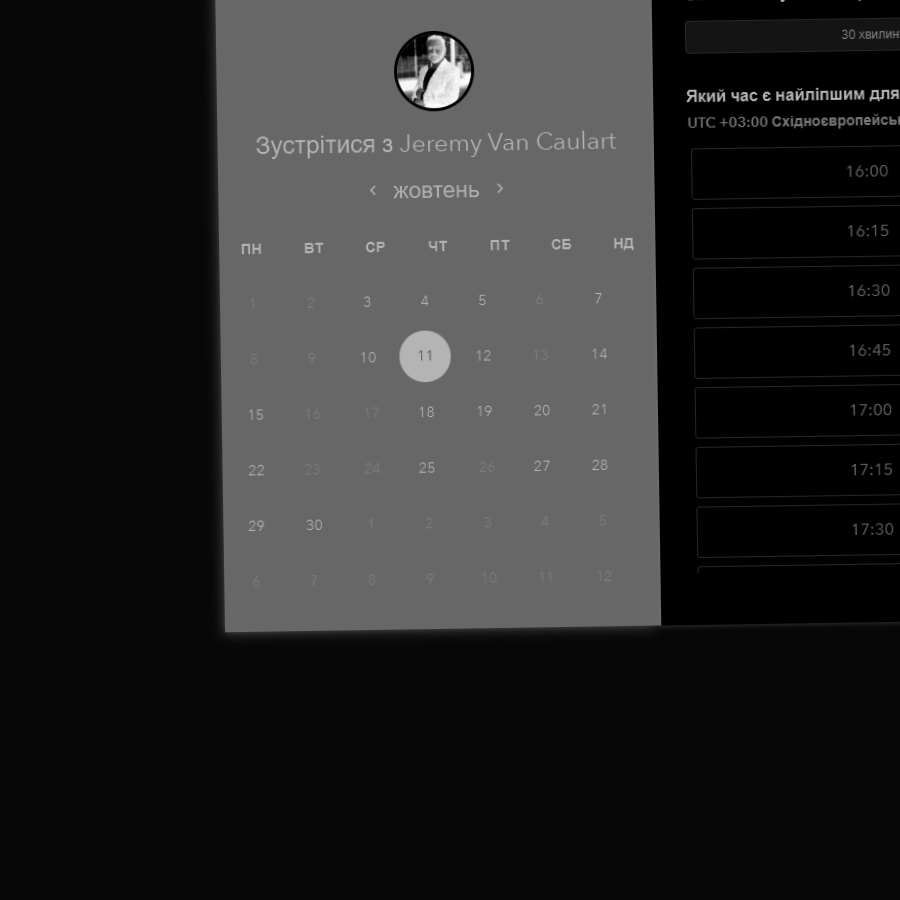 Зустрітися з Jeremy Van Caulart
жовтень
ПН ВТ СР ЧТ ПТ СБ НД
1 2 3 4 5 6 7
8 9 10 11 12 13 14
15 16 17 18 19 20 21
22 23 24 25 26 27 28
29 30 1 2 3 4 5
6 7 8 9 10 11 12
30 хвилин
Який час є найліпшим для
UTC +03:00 Східноєвропейсь
16:00
16:15
16:30
16:45
17:00
17:15
17:30